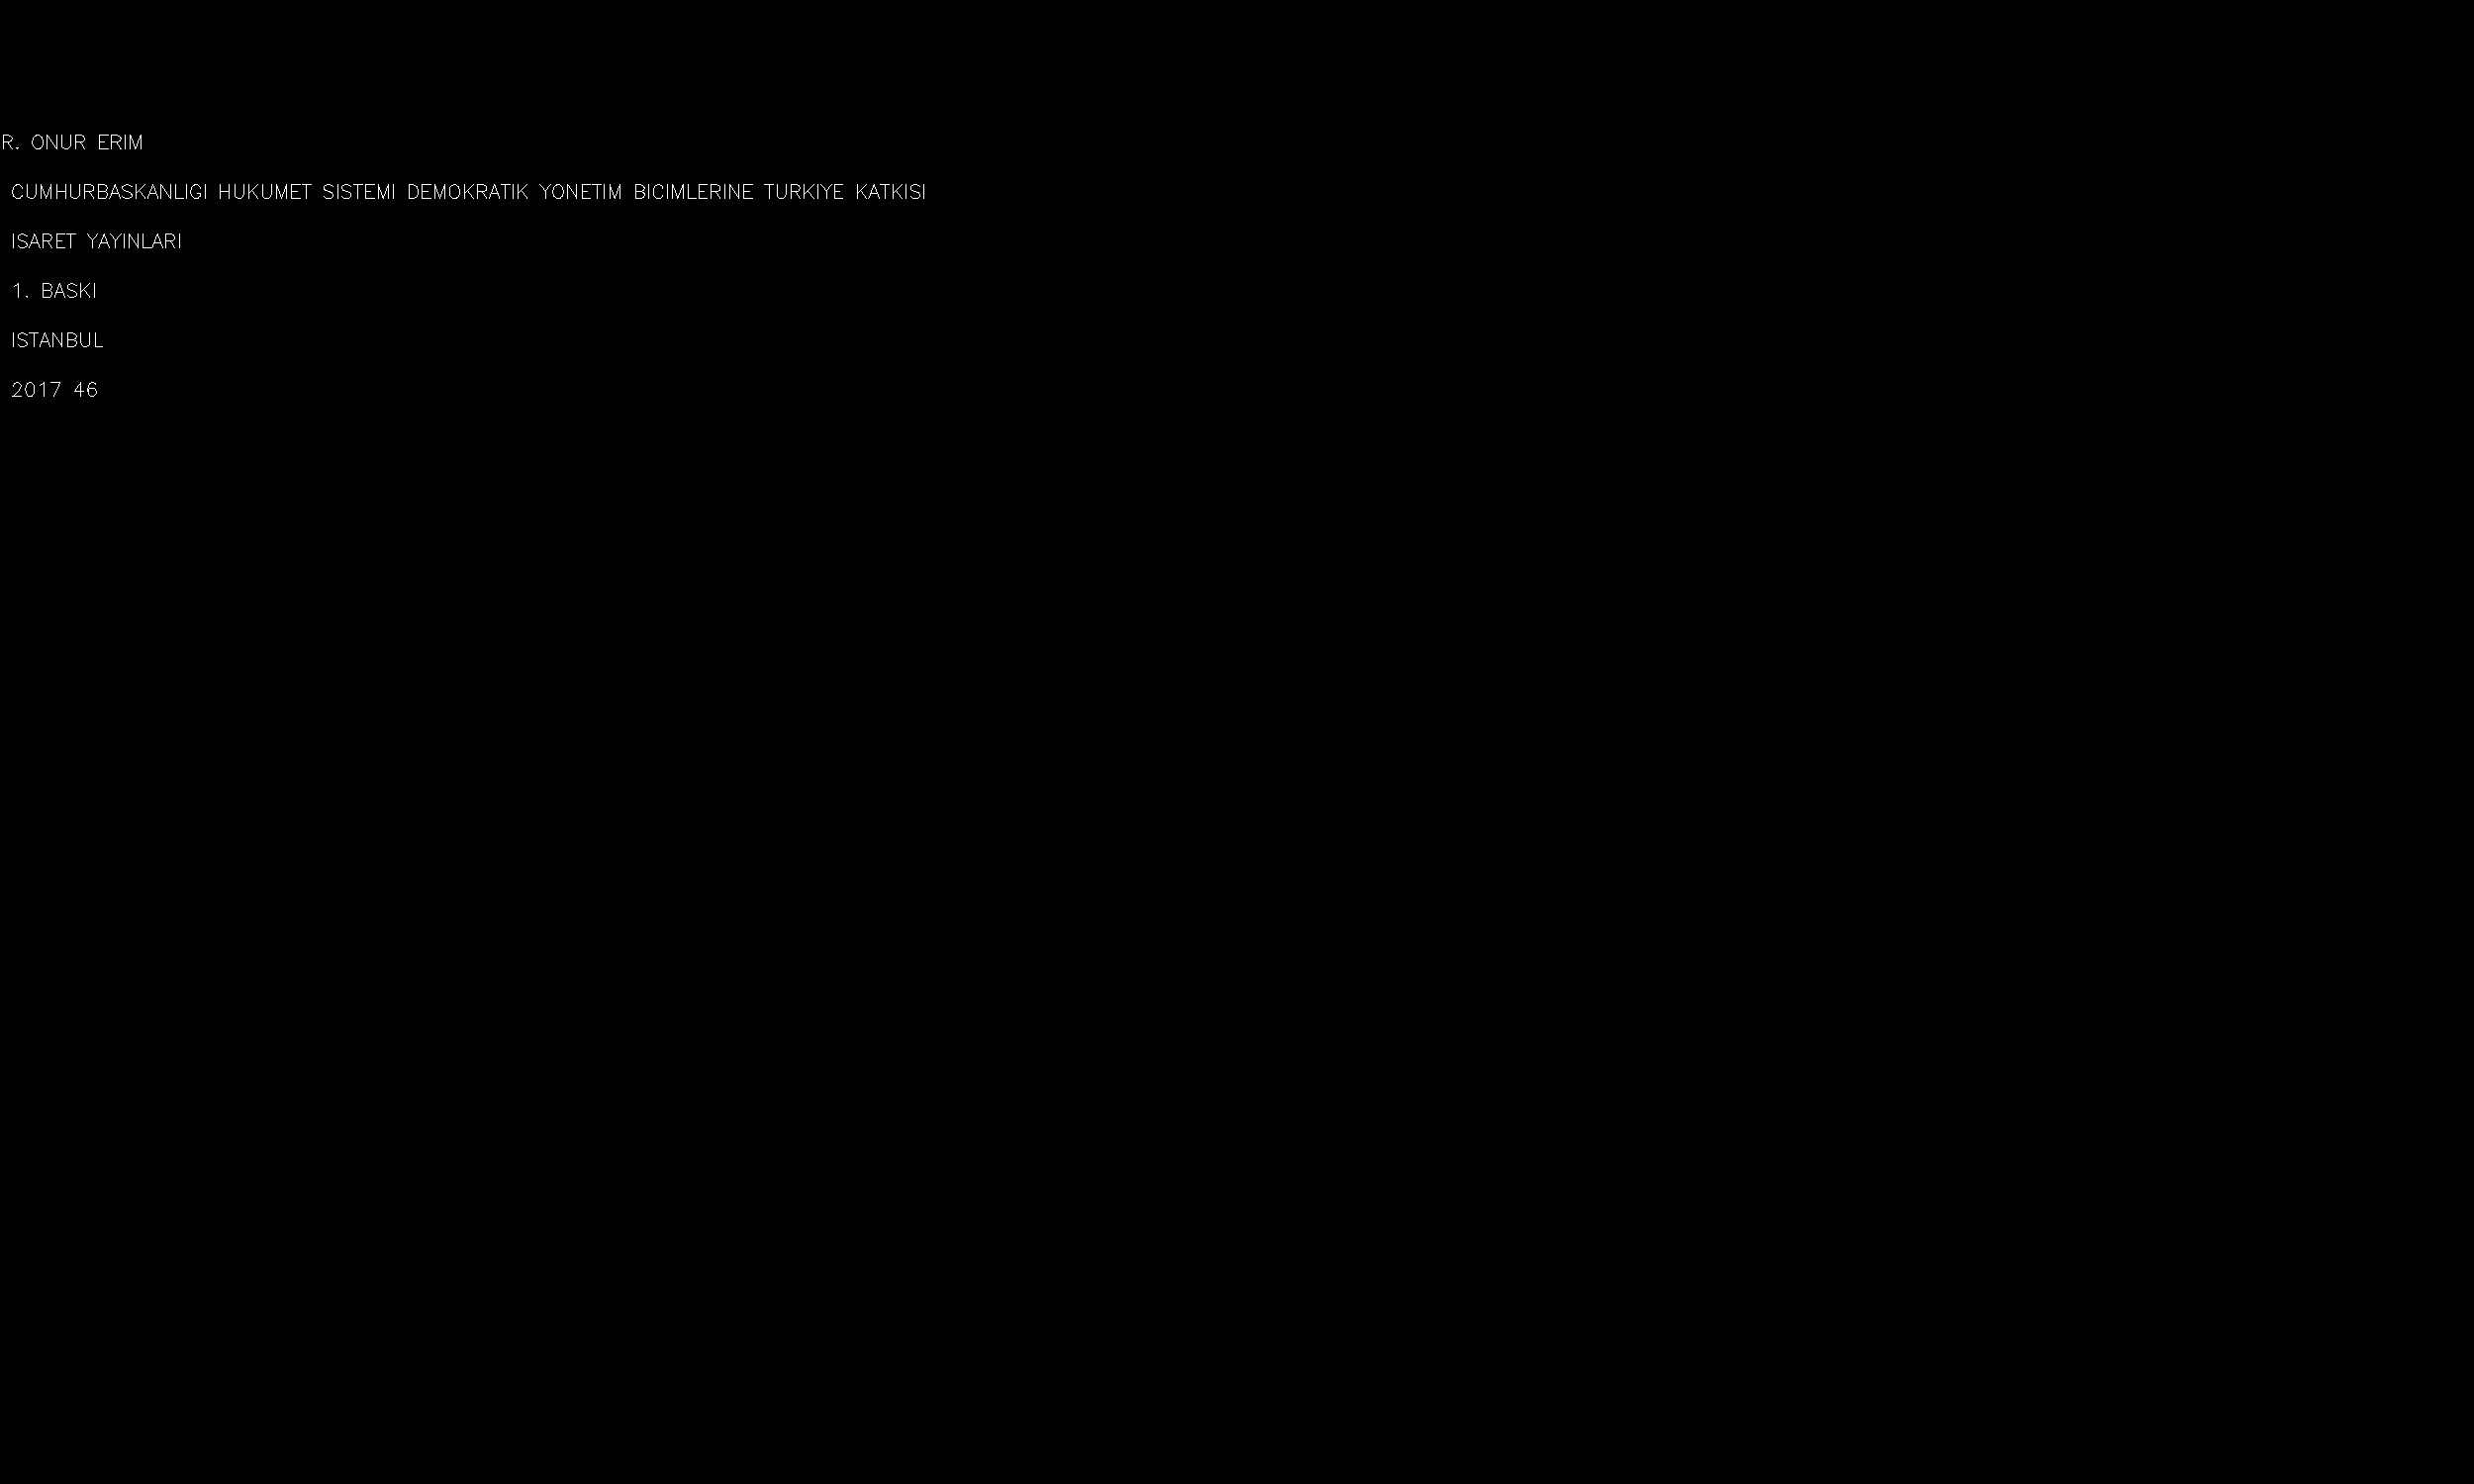 R. ONUR ERIM
CUMHURBASKANLIGI HUKUMET SISTEMI DEMOKRATIK YONETIM BICIMLERINE TURKIYE KATKISI
ISARET YAYINLARI
1. BASKI
ISTANBUL
2017 46